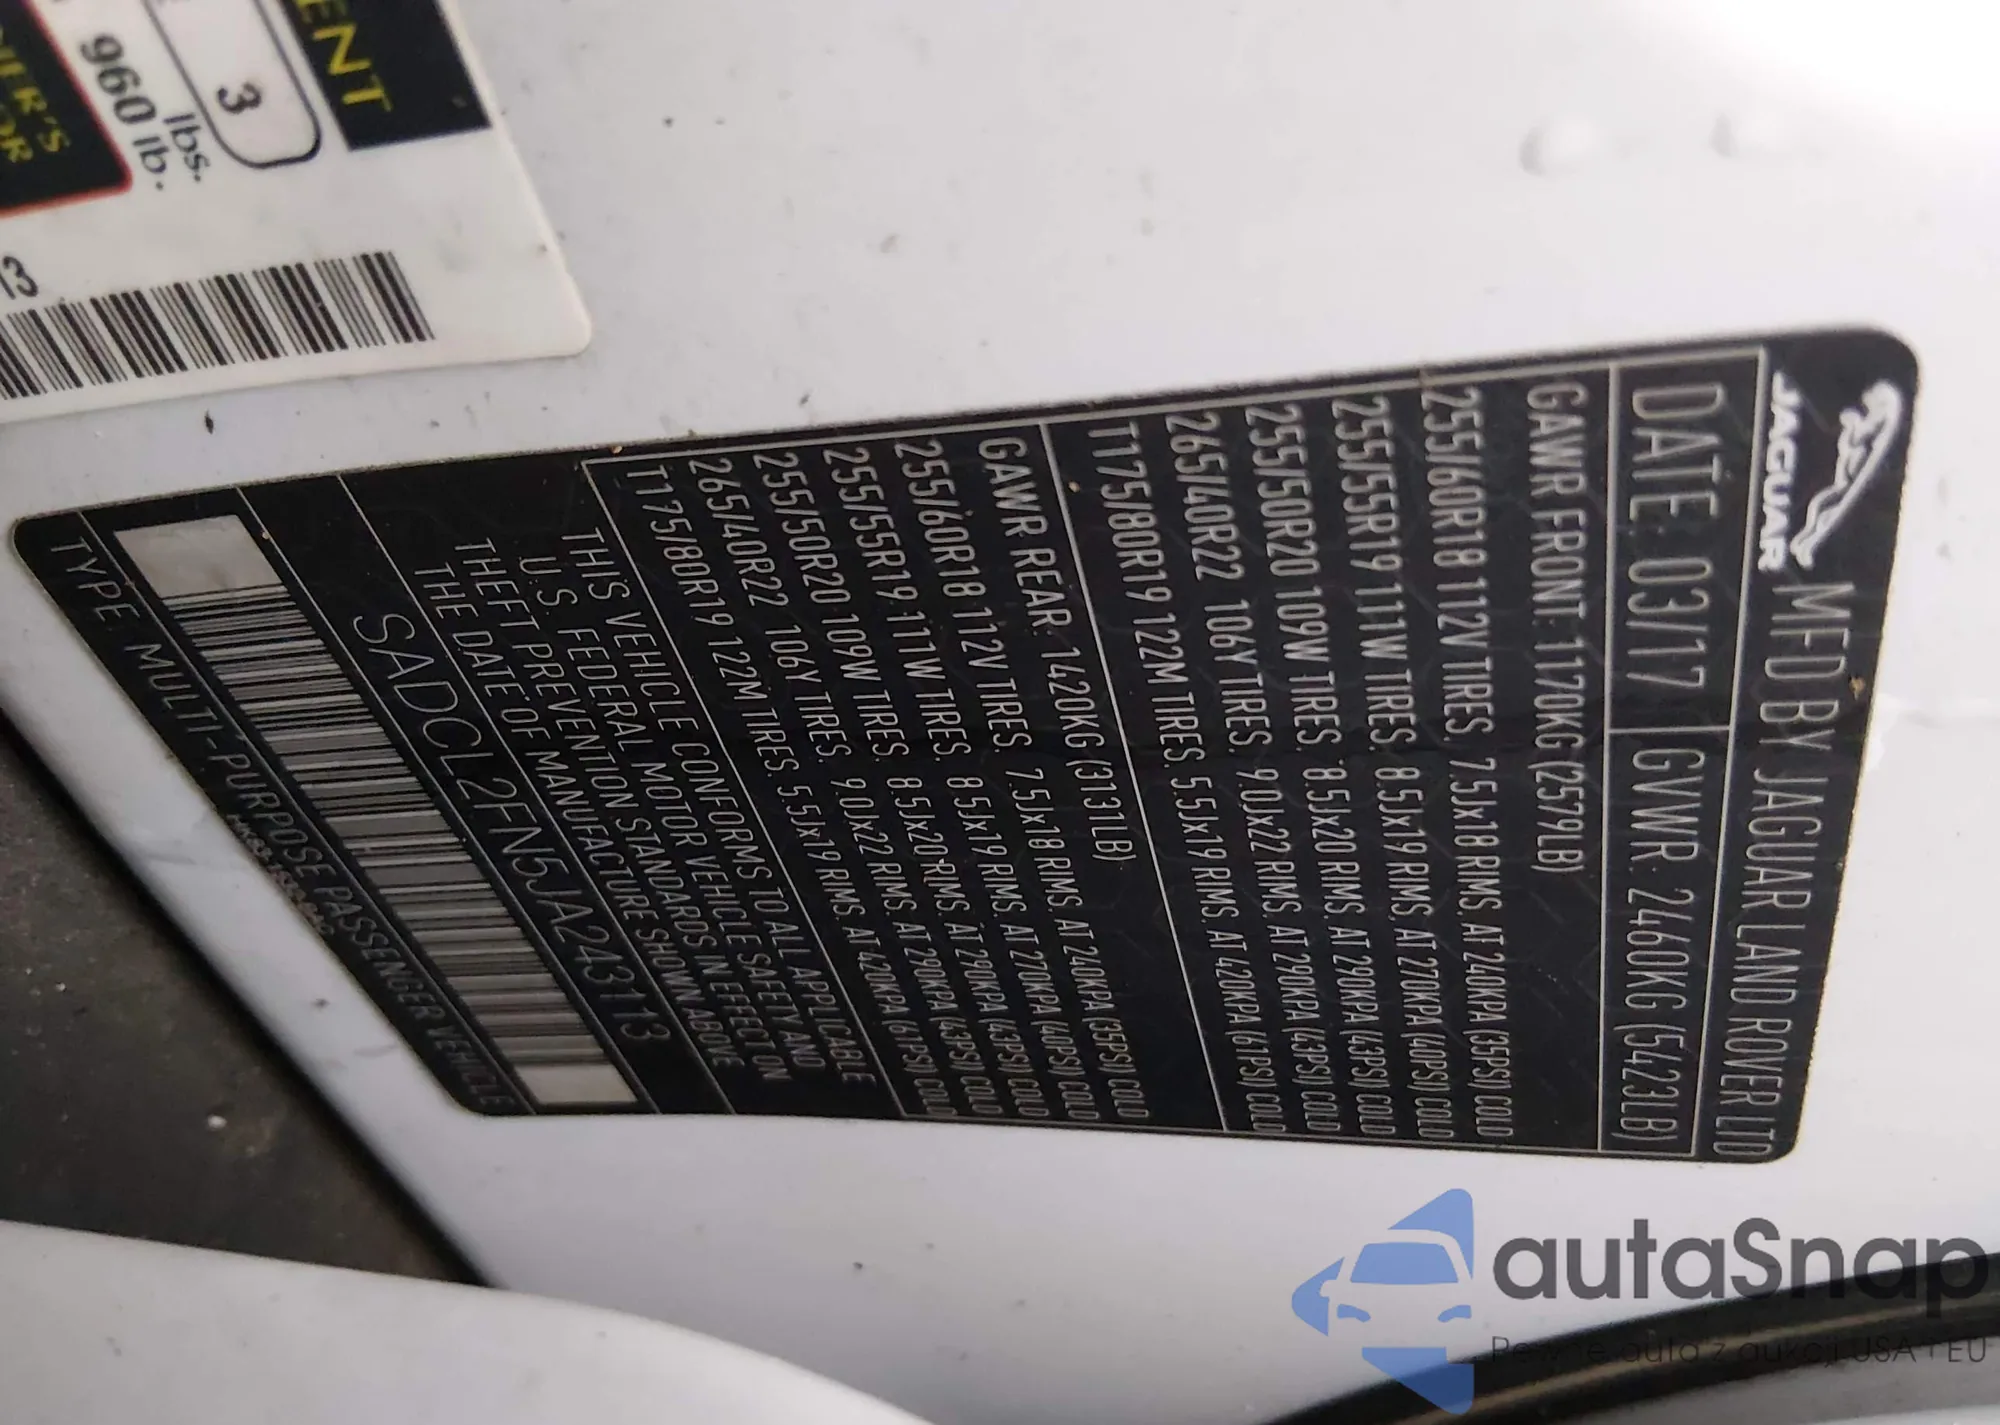 ENT
3
lbs.
960 lb.
IER'S
OR
13
JAGUAR
MFD BY JAGUAR LAND ROVER LTD
DATE: 03/17
GVWR: 2460KG (5423LB)
GAWR FRONT: 1170KG (2579LB)
255/60R18 112V TIRES. 7.5Jx18 RIMS. AT 240KPA (35PSI) COLD
255/55R19 111W TIRES. 8.5Jx19 RIMS. AT 270KPA (40PSI) COLD
255/50R20 109W TIRES. 8.5Jx20 RIMS. AT 290KPA (43PSI) COLD
265/40R22 106Y TIRES. 9.0Jx22 RIMS. AT 290KPA (43PSI) COLD
T175/80R19 122M TIRES. 5.5Jx19 RIMS. AT 420KPA (61PSI) COLD
GAWR REAR: 1420KG (3131LB)
255/60R18 112V TIRES. 7.5Jx18 RIMS. AT 240KPA (35PSI) COLD
255/55R19 111W TIRES. 8.5Jx19 RIMS. AT 270KPA (40PSI) COLD
255/50R20 109W TIRES. 8.5Jx20 RIMS. AT 290KPA (43PSI) COLD
265/40R22 106Y TIRES. 9.0Jx22 RIMS. AT 290KPA (43PSI) COLD
T175/80R19 122M TIRES. 5.5Jx19 RIMS. AT 420KPA (61PSI) COLD
THIS VEHICLE CONFORMS TO ALL APPLICABLE
U.S. FEDERAL MOTOR VEHICLE SAFETY AND
THEFT PREVENTION STANDARDS IN EFFECT ON
THE DATE OF MANUFACTURE SHOWN ABOVE
SADCL2FN5JA243113
TYPE: MULTI-PURPOSE PASSENGER VEHICLE
autaSnap
Pewne auta z aukcji USA i EU